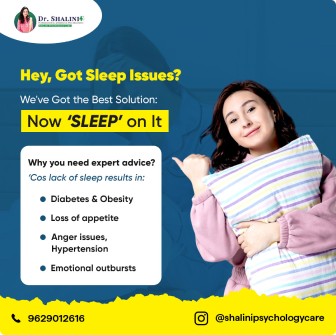 Dr. SHALINI
Hey, Got Sleep Issues?
We've Got the Best Solution:
Now 'SLEEP' on It
Why you need expert advice?
'Cos lack of sleep results in:
Diabetes & Obesity
Loss of appetite
Anger issues,
Hypertension
Emotional outbursts
9629012616
@shalinipsychologycare